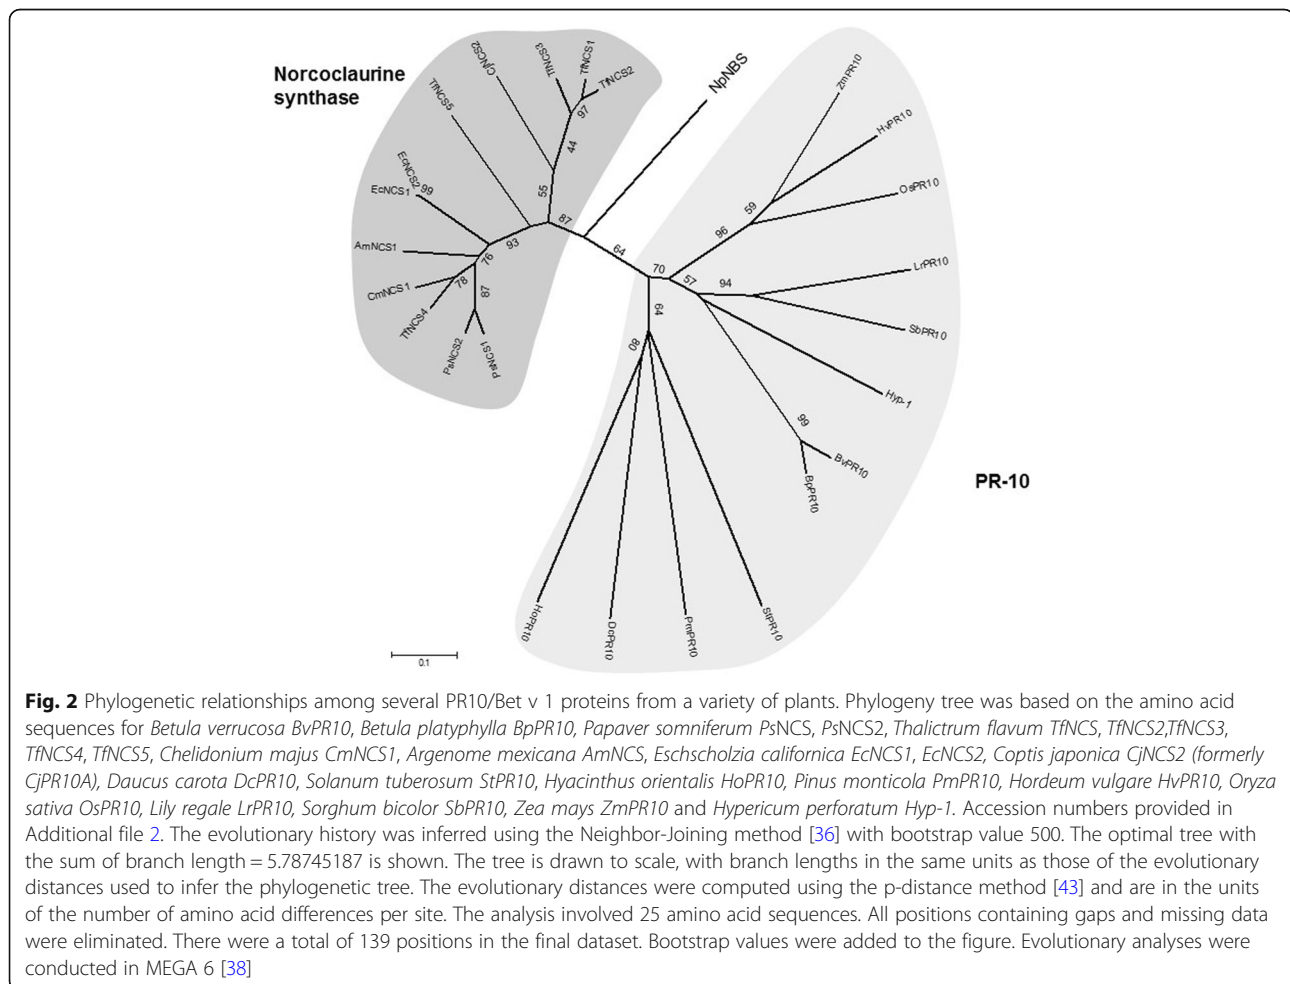 Norcoclaurine
synthase
TfNCS5
CjNCS2
TfNCS3
TfNCS1
TfNCS2
97
44
55
87
NpNBS
EcNCS2
99
EcNCS1
AmNCS1
CmNCS1
TfNCS4
PsNCS2
PsNCS1
93
76
78
87
64
70
57
96
59
94
64
80
99
ZmPR10
HvPR10
OsPR10
LrPR10
SbPR10
Hyp-1
BvPR10
BpPR10
PR-10
StPR10
PmPR10
DcPR10
HoPR10
0.1
Fig. 2 Phylogenetic relationships among several PR10/Bet v 1 proteins from a variety of plants. Phylogeny tree was based on the amino acid
sequences for Betula verrucosa BvPR10, Betula platyphylla BpPR10, Papaver somniferum PsNCS, PsNCS2, Thalictrum flavum TfNCS, TfNCS2,TfNCS3,
TfNCS4, TfNCS5, Chelidonium majus CmNCS1, Argenome mexicana AmNCS, Eschscholzia californica EcNCS1, EcNCS2, Coptis japonica CjNCS2 (formerly
CjPR10A), Daucus carota DcPR10, Solanum tuberosum StPR10, Hyacinthus orientalis HoPR10, Pinus monticola PmPR10, Hordeum vulgare HvPR10, Oryza
sativa OsPR10, Lily regale LrPR10, Sorghum bicolor SbPR10, Zea mays ZmPR10 and Hypericum perforatum Hyp-1. Accession numbers provided in
Additional file 2. The evolutionary history was inferred using the Neighbor-Joining method [36] with bootstrap value 500. The optimal tree with
the sum of branch length = 5.78745187 is shown. The tree is drawn to scale, with branch lengths in the same units as those of the evolutionary
distances used to infer the phylogenetic tree. The evolutionary distances were computed using the p-distance method [43] and are in the units
of the number of amino acid differences per site. The analysis involved 25 amino acid sequences. All positions containing gaps and missing data
were eliminated. There were a total of 139 positions in the final dataset. Bootstrap values were added to the figure. Evolutionary analyses were
conducted in MEGA 6 [38]